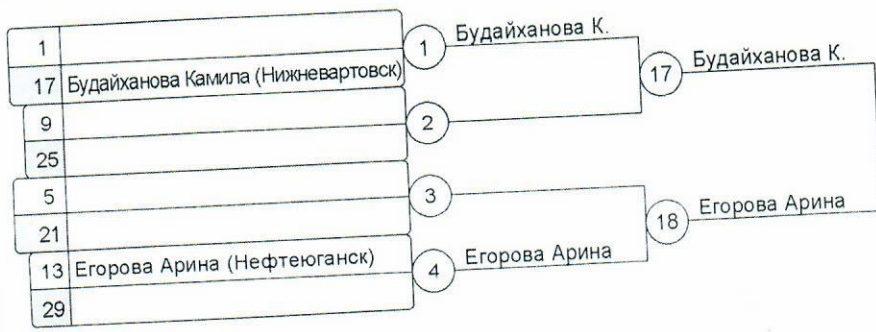 1
17 Будайханова Камила (Нижневартовск)
9
25
5
21
13 Егорова Арина (Нефтеюганск)
29
1 Будайханова К.
2
3
4 Егорова Арина
17 Будайханова К.
18 Егорова Арина